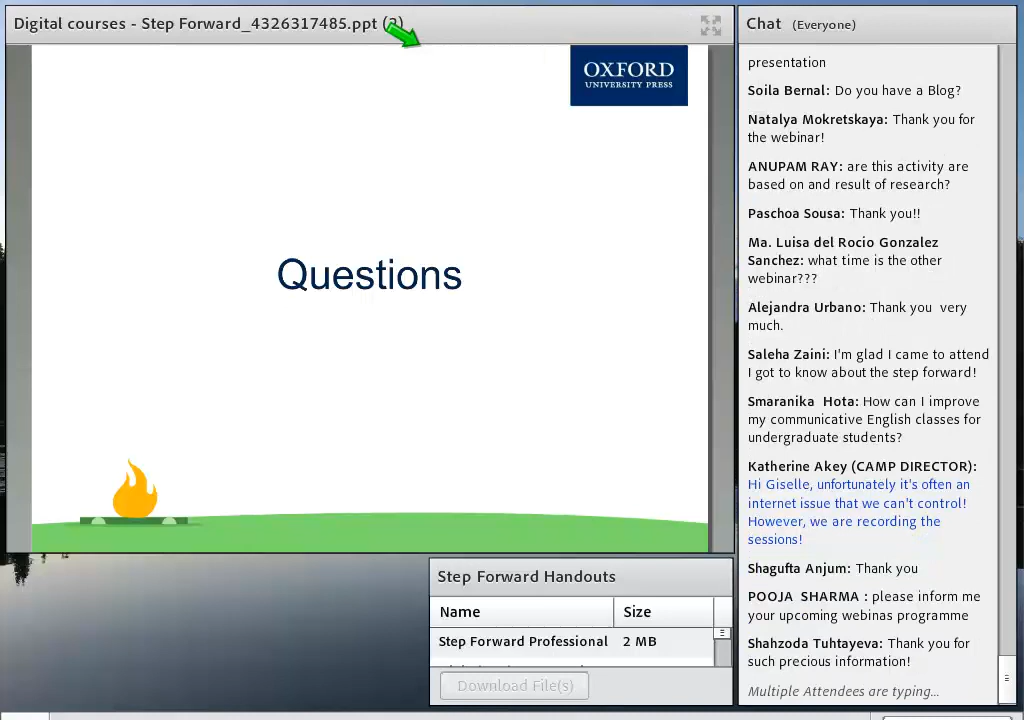 Digital courses - Step Forward_4326317485.ppt (2)
OXFORD
UNIVERSITY PRESS
Questions
Step Forward Handouts
Name Size
Step Forward Professional 2 MB
Download File(s)
Chat (Everyone)
presentation
Soila Bernal: Do you have a Blog?
Natalya Mokretskaya: Thank you for
the webinar!
ANUPAM RAY: are this activity are
based on and result of research?
Paschoa Sousa: Thank you!!
Ma. Luisa del Rocio Gonzalez
Sanchez: what time is the other
webinar???
Alejandra Urbano: Thank you very
much.
Saleha Zaini: I'm glad I came to attend
I got to know about the step forward!
Smaranika Hota: How can I improve
my communicative English classes for
undergraduate students?
Katherine Akey (CAMP DIRECTOR):
Hi Giselle, unfortunately it's often an
internet issue that we can't control!
However, we are recording the
sessions!
Shagufta Anjum: Thank you
POOJA SHARMA : please inform me
your upcoming webinas programme
Shahzoda Tuhtayeva: Thank you for
such precious information!
Multiple Attendees are typing...